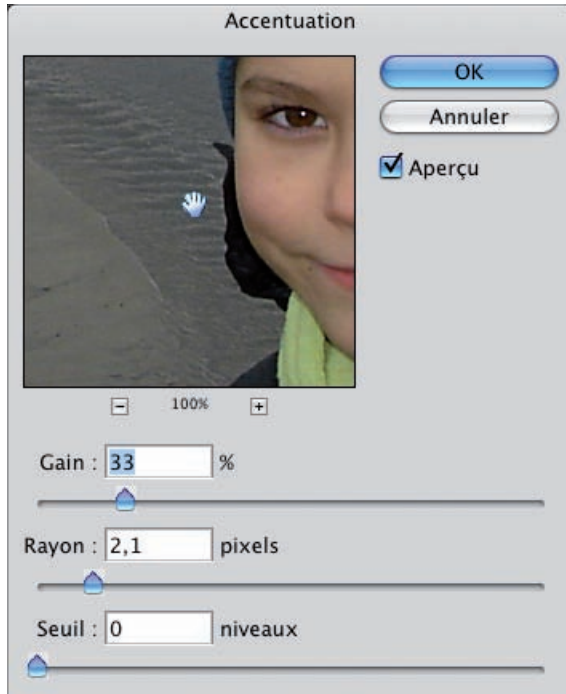 Accentuation
OK
Annuler
Aperçu
100%
Gain : 33 %
Rayon : 2,1 pixels
Seuil : 0 niveaux